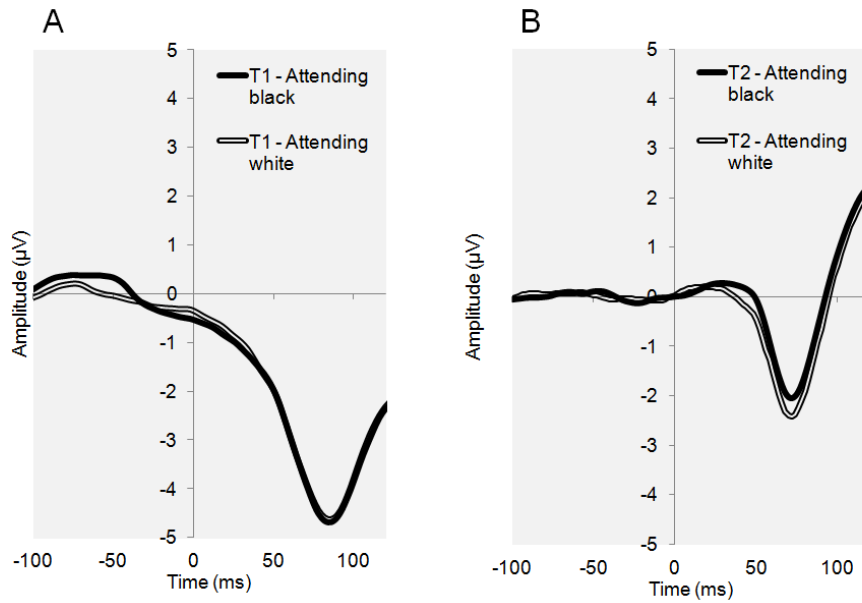 A
5
4
3
2
1
0
-1
-2
-3
-4
-5
T1 - Attending
black
T1 - Attending
white
Amplitude (µV)
-100 -50 0 50 100
Time (ms)
B
5
4
3
2
1
0
-1
-2
-3
-4
-5
T2 - Attending
black
T2 - Attending
white
Amplitude (µV)
-100 -50 0 50 100
Time (ms)